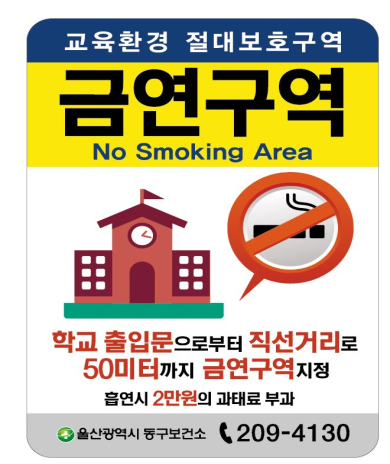 교육환경 절대보호구역
금연구역
No Smoking Area
학교 출입문으로부터 직선거리로
50미터까지 금연구역지정
흡연시 2만원의 과태료 부과
울산광역시 동구보건소 209-4130